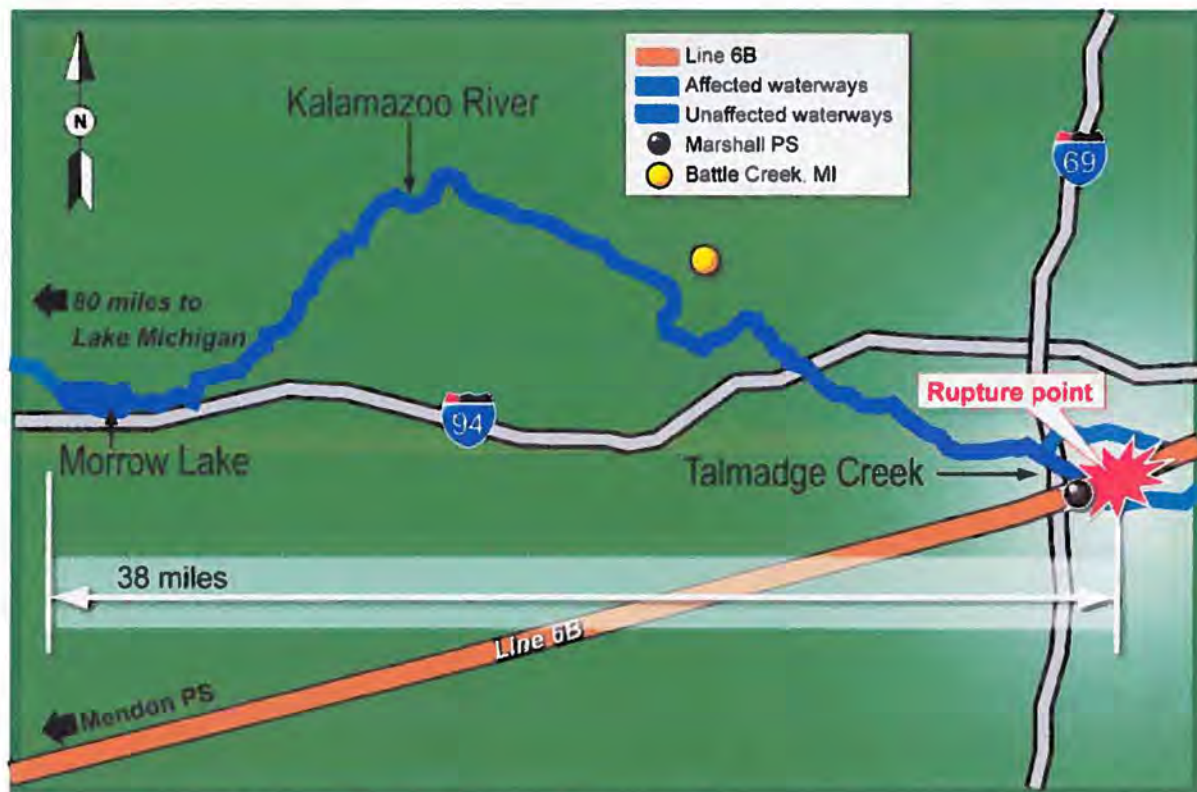 N
Kalamazoo River
Line 6B
Affected waterways
Unaffected waterways
Marshall PS
Battle Creek, MI
69
80 miles to
Lake Michigan
Rupture point
94
Morrow Lake
Talmadge Creek
38 miles
Line 6B
Mendon PS